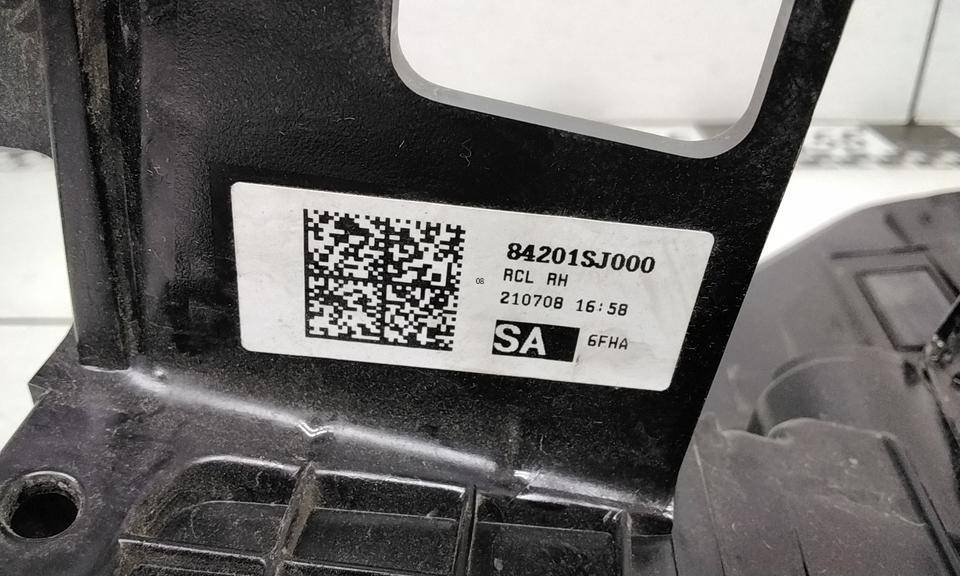 84201SJ000
RCL RH
08
210708 16:58
SA 6FHA